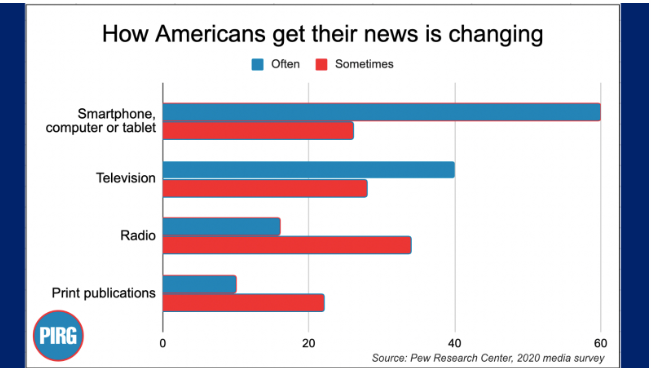 How Americans get their news is changing
Often Sometimes
Smartphone,
computer or tablet
Television
Radio
Print publications
0 20 40 60
PIRG
Source: Pew Research Center, 2020 media survey